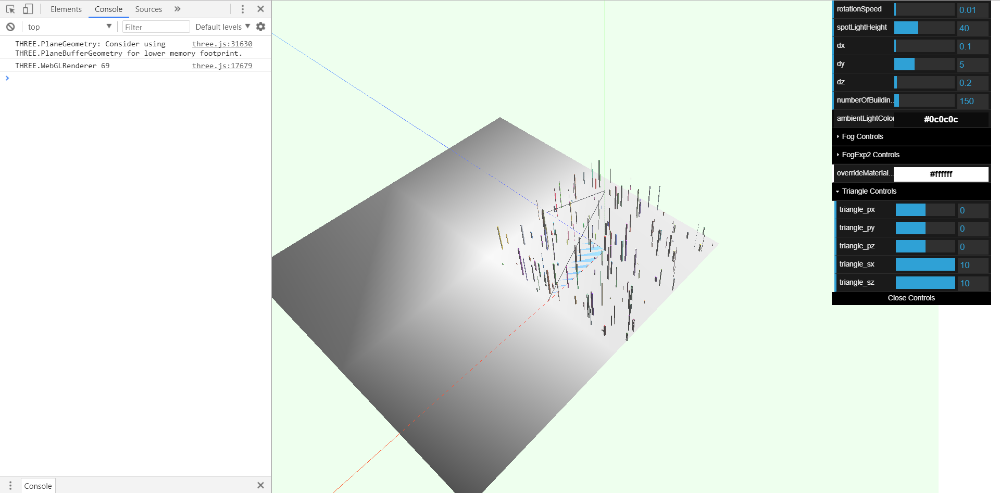 Elements Console Sources
top Filter Default levels
THREE.PlaneGeometry: Consider using three.js:31630
THREE.PlaneBufferGeometry for lower memory footprint.
THREE.WebGLRenderer 69 three.js:17679
Console
rotationSpeed 0.01
spotLightHeight 40
dx 0.1
dy 5
dz 0.2
numberOfBuildin... 150
ambientLightColor #0c0c0c
Fog Controls
FogExp2 Controls
overrideMaterial... #ffffff
Triangle Controls
triangle_px 0
triangle_py 0
triangle_pz 0
triangle_sx 10
triangle_sz 10
Close Controls